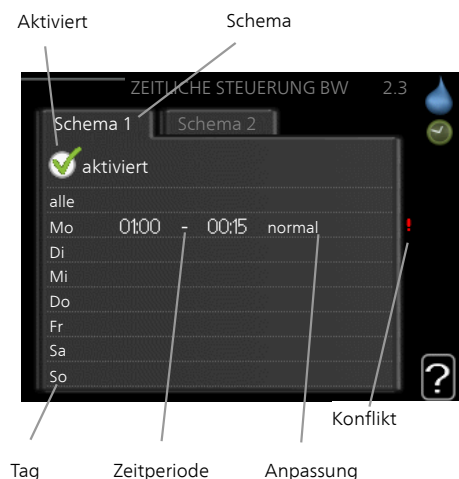 Aktiviert Schema
ZEITLICHE STEUERUNG BW 2.3
Schema 1 Schema 2
aktiviert
alle
Mo 01:00 - 00:15 normal !
Di
Mi
Do
Fr
Sa
So
?
Konflikt
Tag Zeitperiode Anpassung